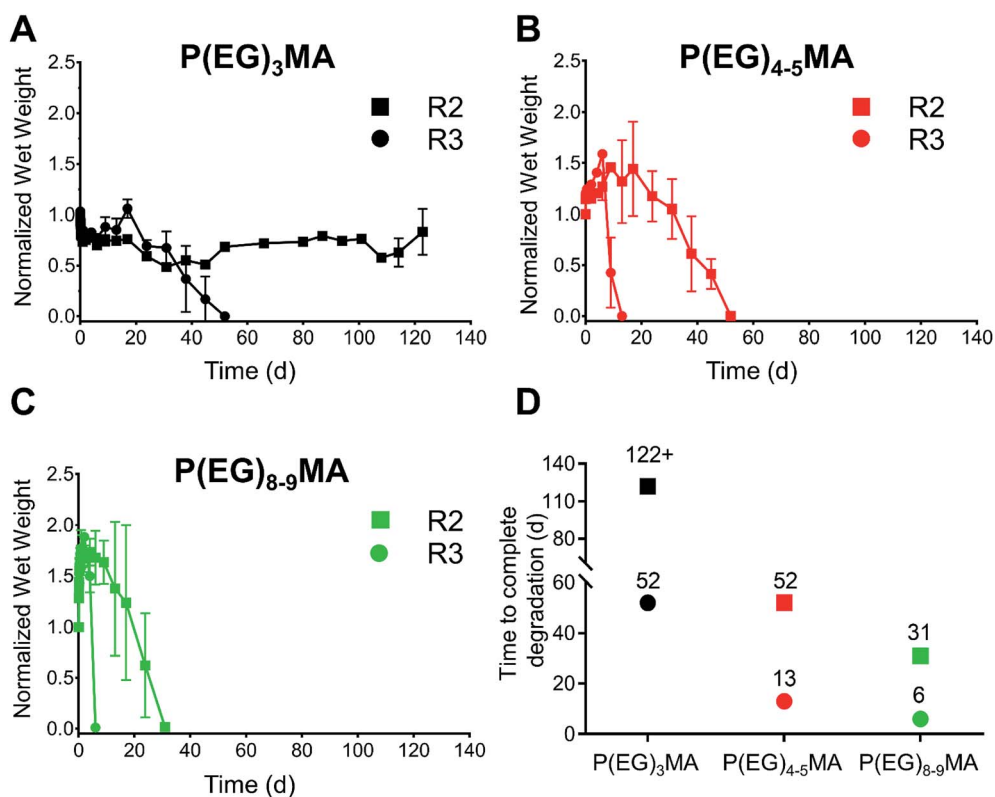 A
P(EG)3MA
R2
R3
Normalized Wet Weight
2.5
2.0
1.5
1.0
0.5
0.0
0 20 40 60 80 100 120 140
Time (d)
B
P(EG)4-5MA
R2
R3
Normalized Wet Weight
2.5
2.0
1.5
1.0
0.5
0.0
0 20 40 60 80 100 120 140
Time (d)
C
P(EG)8-9MA
R2
R3
Normalized Wet Weight
2.5
2.0
1.5
1.0
0.5
0.0
0 20 40 60 80 100 120 140
Time (d)
D
Time to complete
degradation (d)
140
120
100
80
60
40
20
0
122+
52
52
13
31
6
P(EG)3MA P(EG)4-5MA P(EG)8-9MA